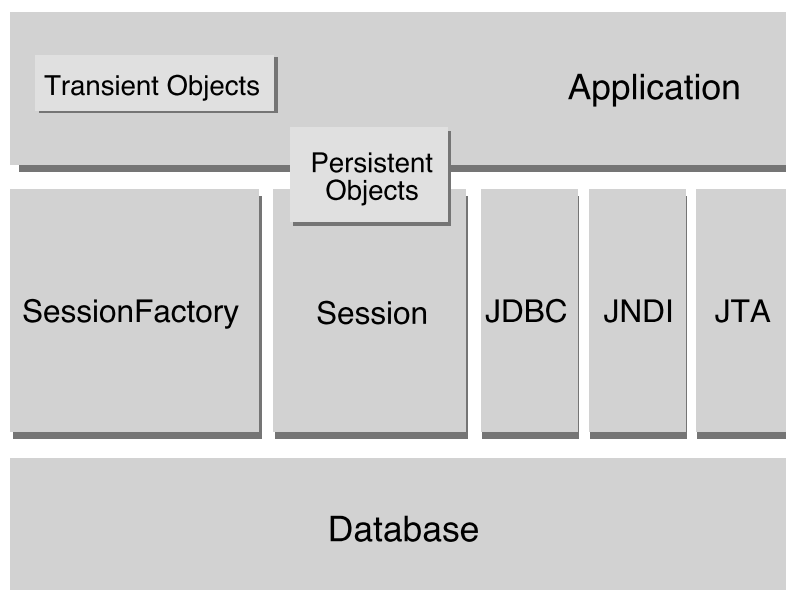 Transient Objects
Application
Persistent
Objects
SessionFactory
Session
JDBC
JNDI
JTA
Database